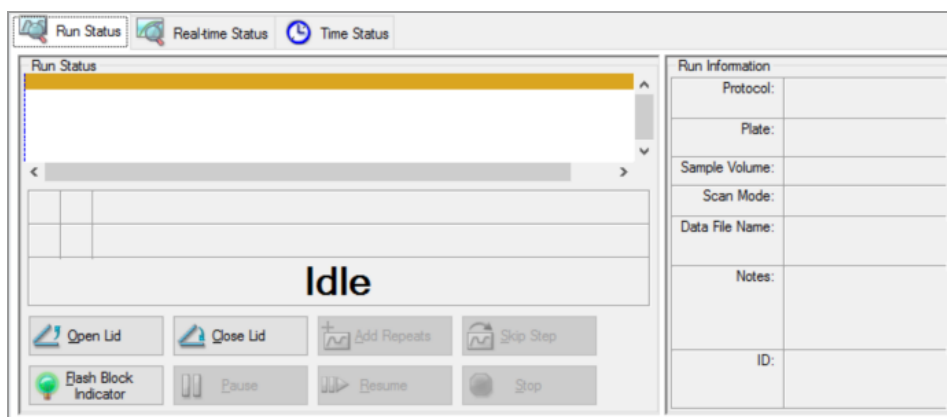 Run Status Real-time Status Time Status
Run Status
Idle
Open Lid Close Lid Add Repeats Skip Step
Flash Block
Indicator
Pause Resume Stop
Run Information
Protocol:
Plate:
Sample Volume:
Scan Mode:
Data File Name:
Notes:
ID: